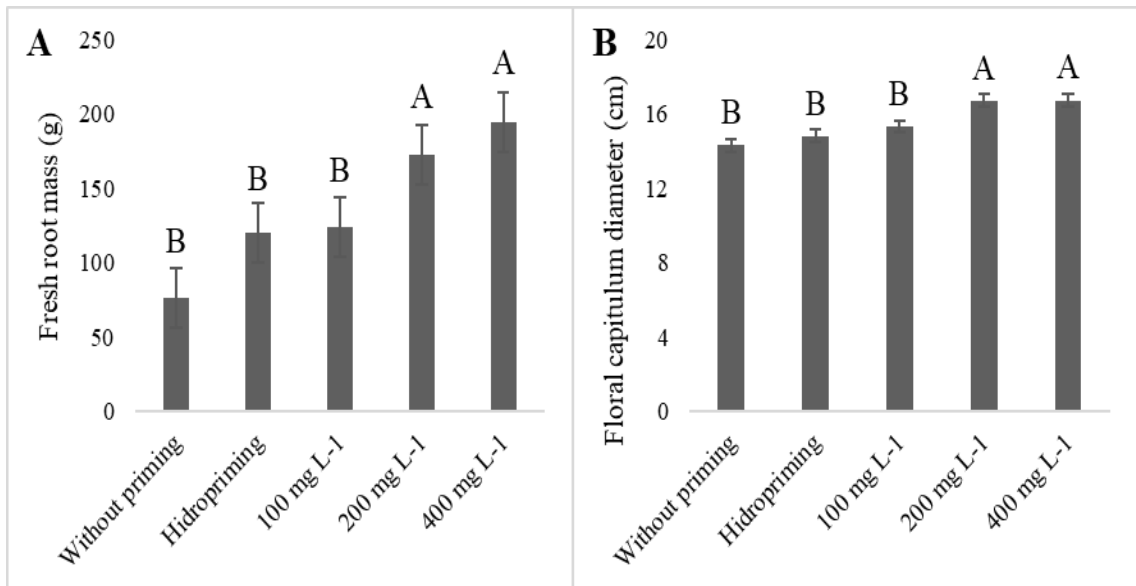 A
Fresh root mass (g)
250
200
150
100
50
0
B
B
B
A
A
Without priming
Hidropriming
100 mg L-1
200 mg L-1
400 mg L-1
B
Floral capitulum diameter (cm)
20
16
12
8
4
0
B
B
B
A
A
Without priming
Hidropriming
100 mg L-1
200 mg L-1
400 mg L-1